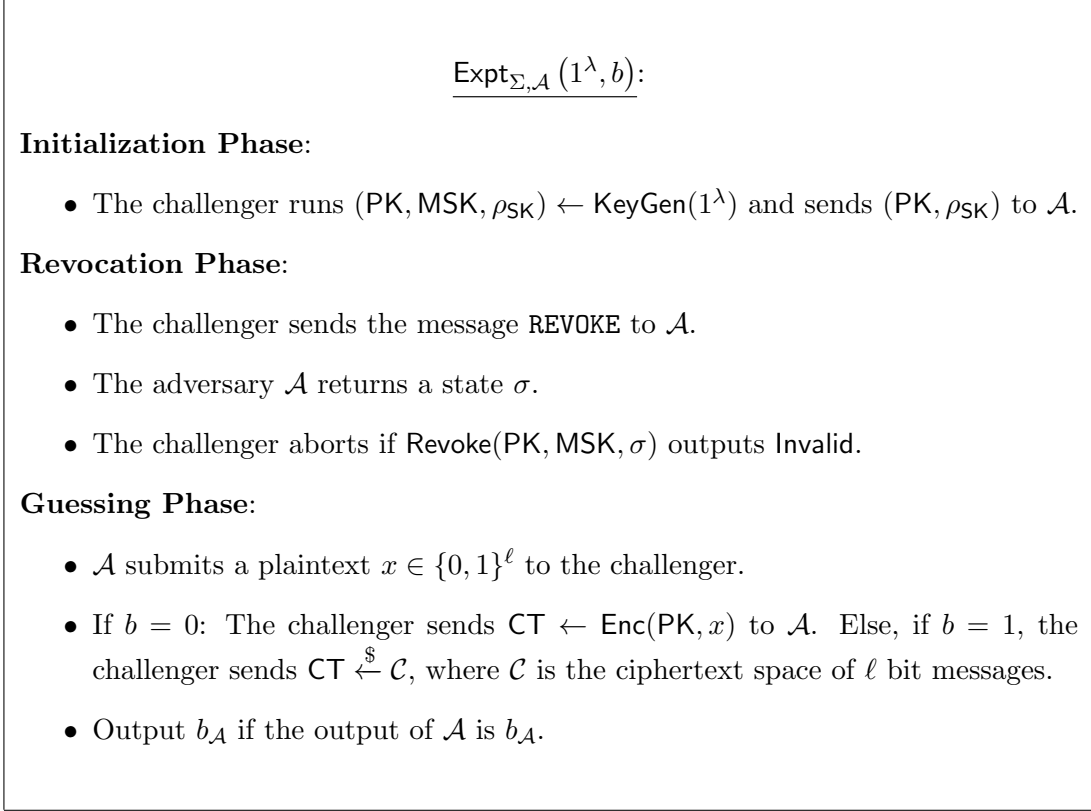 Expt_{Σ,𝒜} (1^λ, b):
Initialization Phase:
• The challenger runs (PK, MSK, ρ_{SK}) ← KeyGen(1^λ) and sends (PK, ρ_{SK}) to 𝒜.
Revocation Phase:
• The challenger sends the message REVOKE to 𝒜.
• The adversary 𝒜 returns a state σ.
• The challenger aborts if Revoke(PK, MSK, σ) outputs Invalid.
Guessing Phase:
• 𝒜 submits a plaintext x ∈ {0, 1}^ℓ to the challenger.
• If b = 0: The challenger sends CT ← Enc(PK, x) to 𝒜. Else, if b = 1, the
challenger sends CT ←^$ 𝒞, where 𝒞 is the ciphertext space of ℓ bit messages.
• Output b_𝒜 if the output of 𝒜 is b_𝒜.